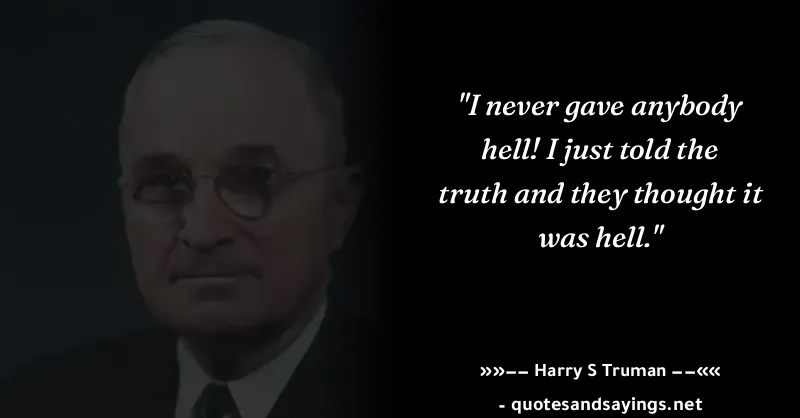 "I never gave anybody
hell! I just told the
truth and they thought it
was hell."
»»−− Harry S Truman −−««
- quotesandsayings.net